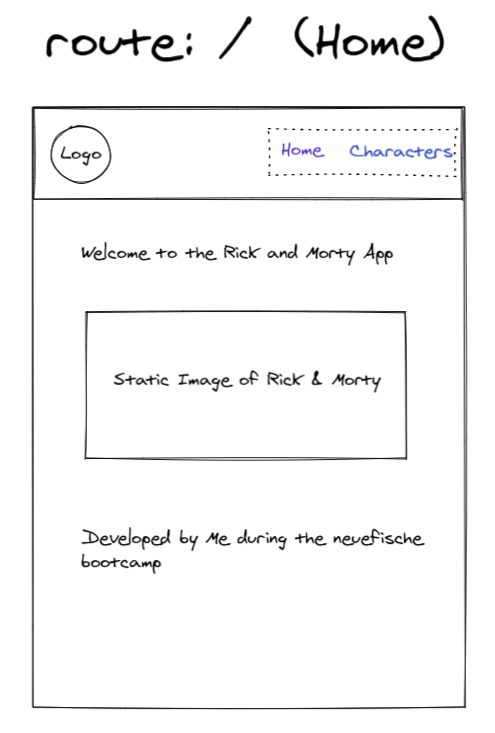 route: / (Home)
Logo
Home Characters
Welcome to the Rick and Morty App
Static Image of Rick & Morty
Developed by Me during the neuefische
bootcamp